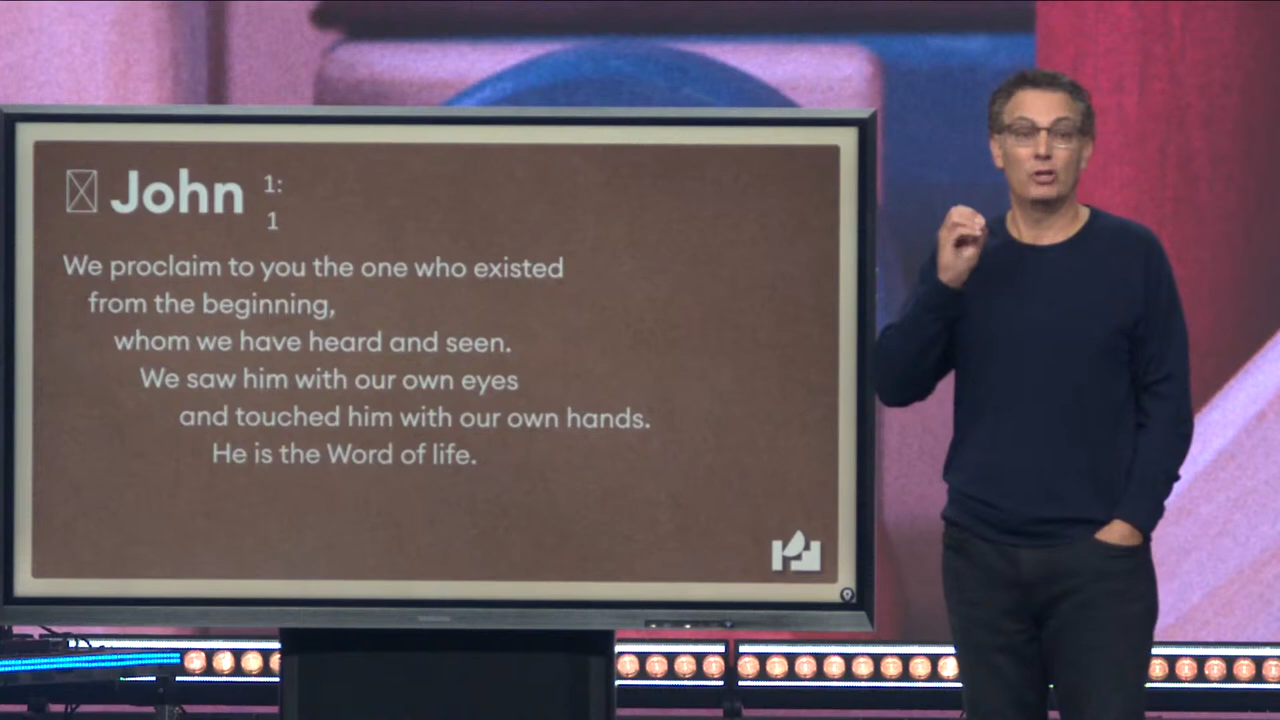 John 1:
1
We proclaim to you the one who existed
from the beginning,
whom we have heard and seen.
We saw him with our own eyes
and touched him with our own hands.
He is the Word of life.